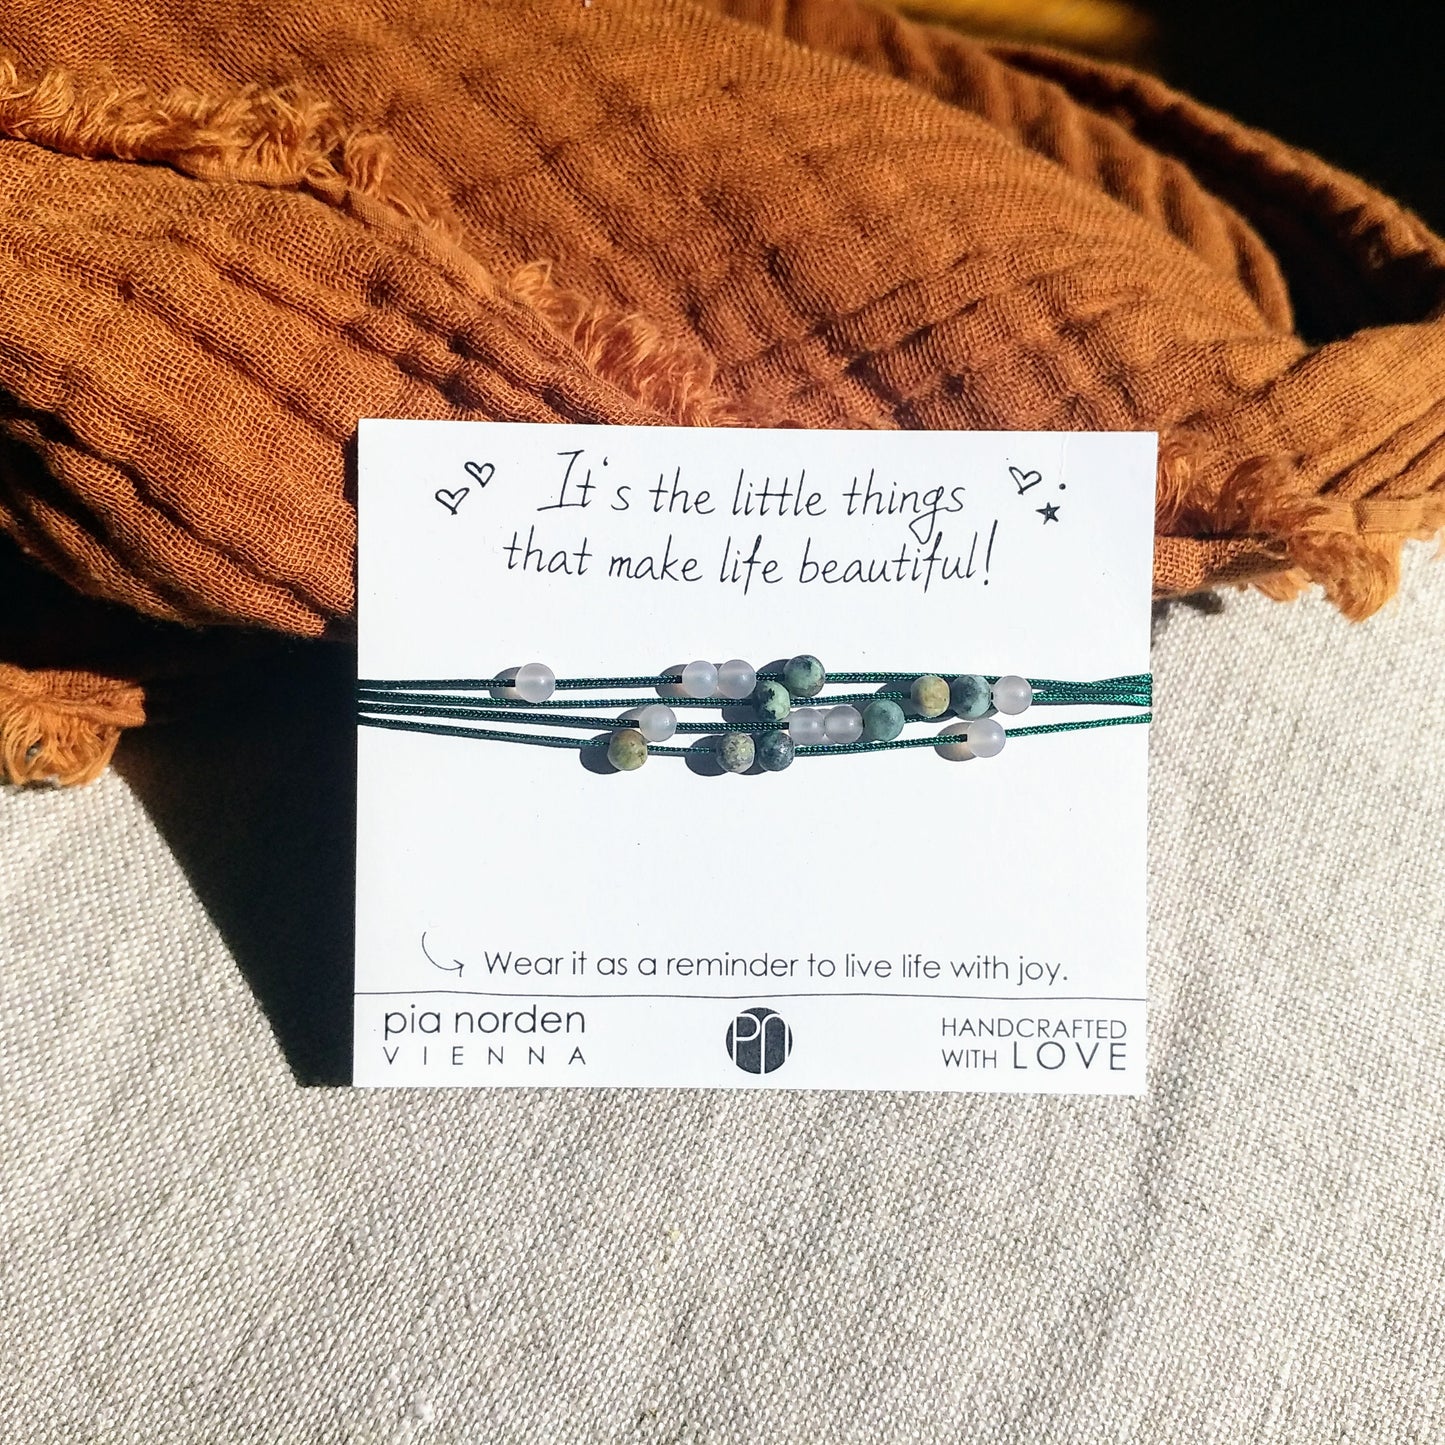 It's the little things
that make life beautiful!
Wear it as a reminder to live life with joy.
pia norden
VIENNA
PN
HANDCRAFTED
WITH LOVE